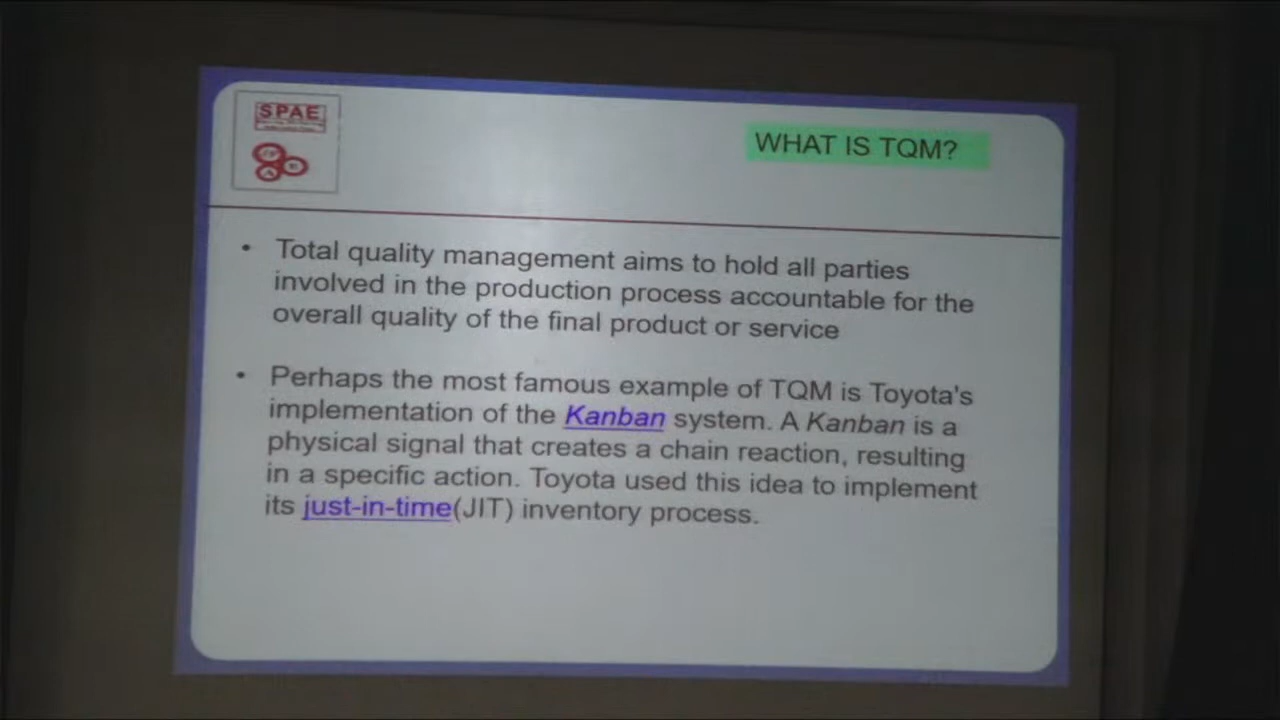 SPAE
WHAT IS TQM?
• Total quality management aims to hold all parties
involved in the production process accountable for the
overall quality of the final product or service
• Perhaps the most famous example of TQM is Toyota's
implementation of the Kanban system. A Kanban is a
physical signal that creates a chain reaction, resulting
in a specific action. Toyota used this idea to implement
its just-in-time(JIT) inventory process.